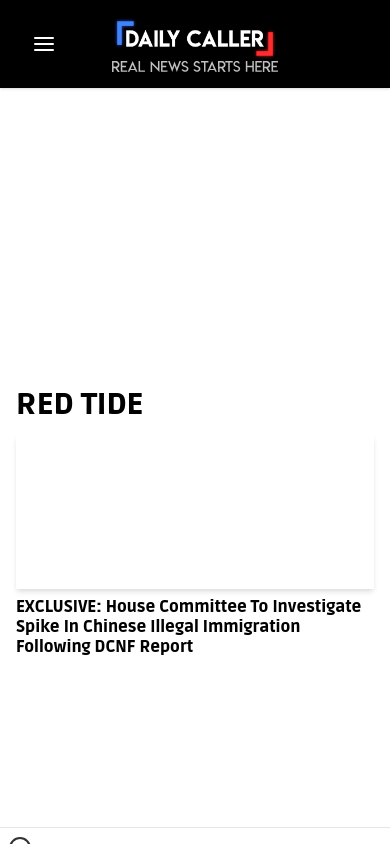 DAILY CALLER
REAL NEWS STARTS HERE
RED TIDE
EXCLUSIVE: House Committee To Investigate
Spike In Chinese Illegal Immigration
Following DCNF Report